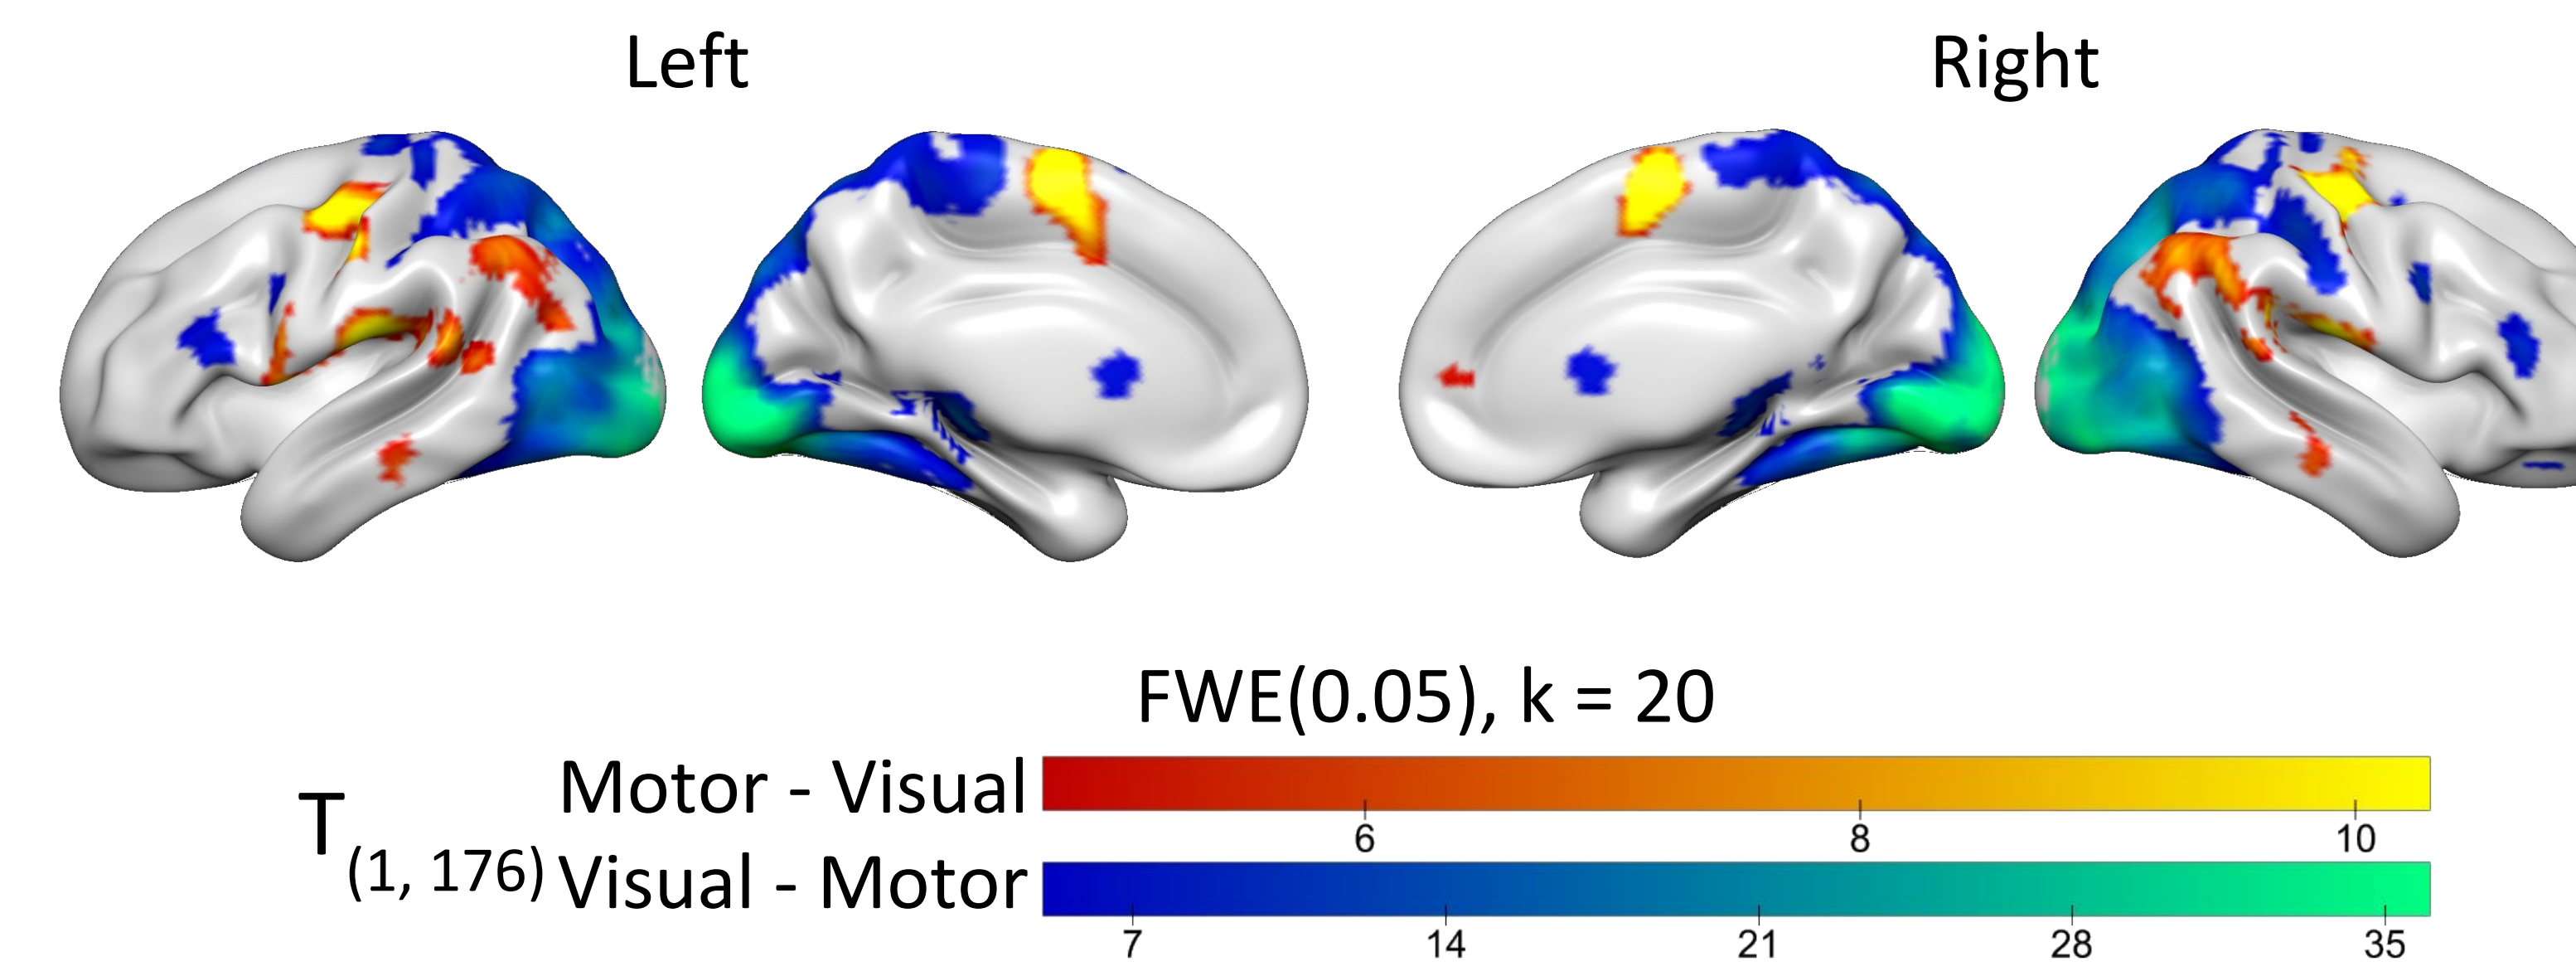 Left
Right
FWE(0.05), k = 20
Motor - Visual
6 8 10
T(1, 176)
Visual - Motor
7 14 21 28 35